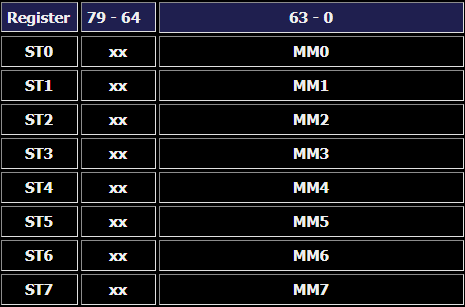 Register 79 - 64 63 - 0
ST0 xx MM0
ST1 xx MM1
ST2 xx MM2
ST3 xx MM3
ST4 xx MM4
ST5 xx MM5
ST6 xx MM6
ST7 xx MM7